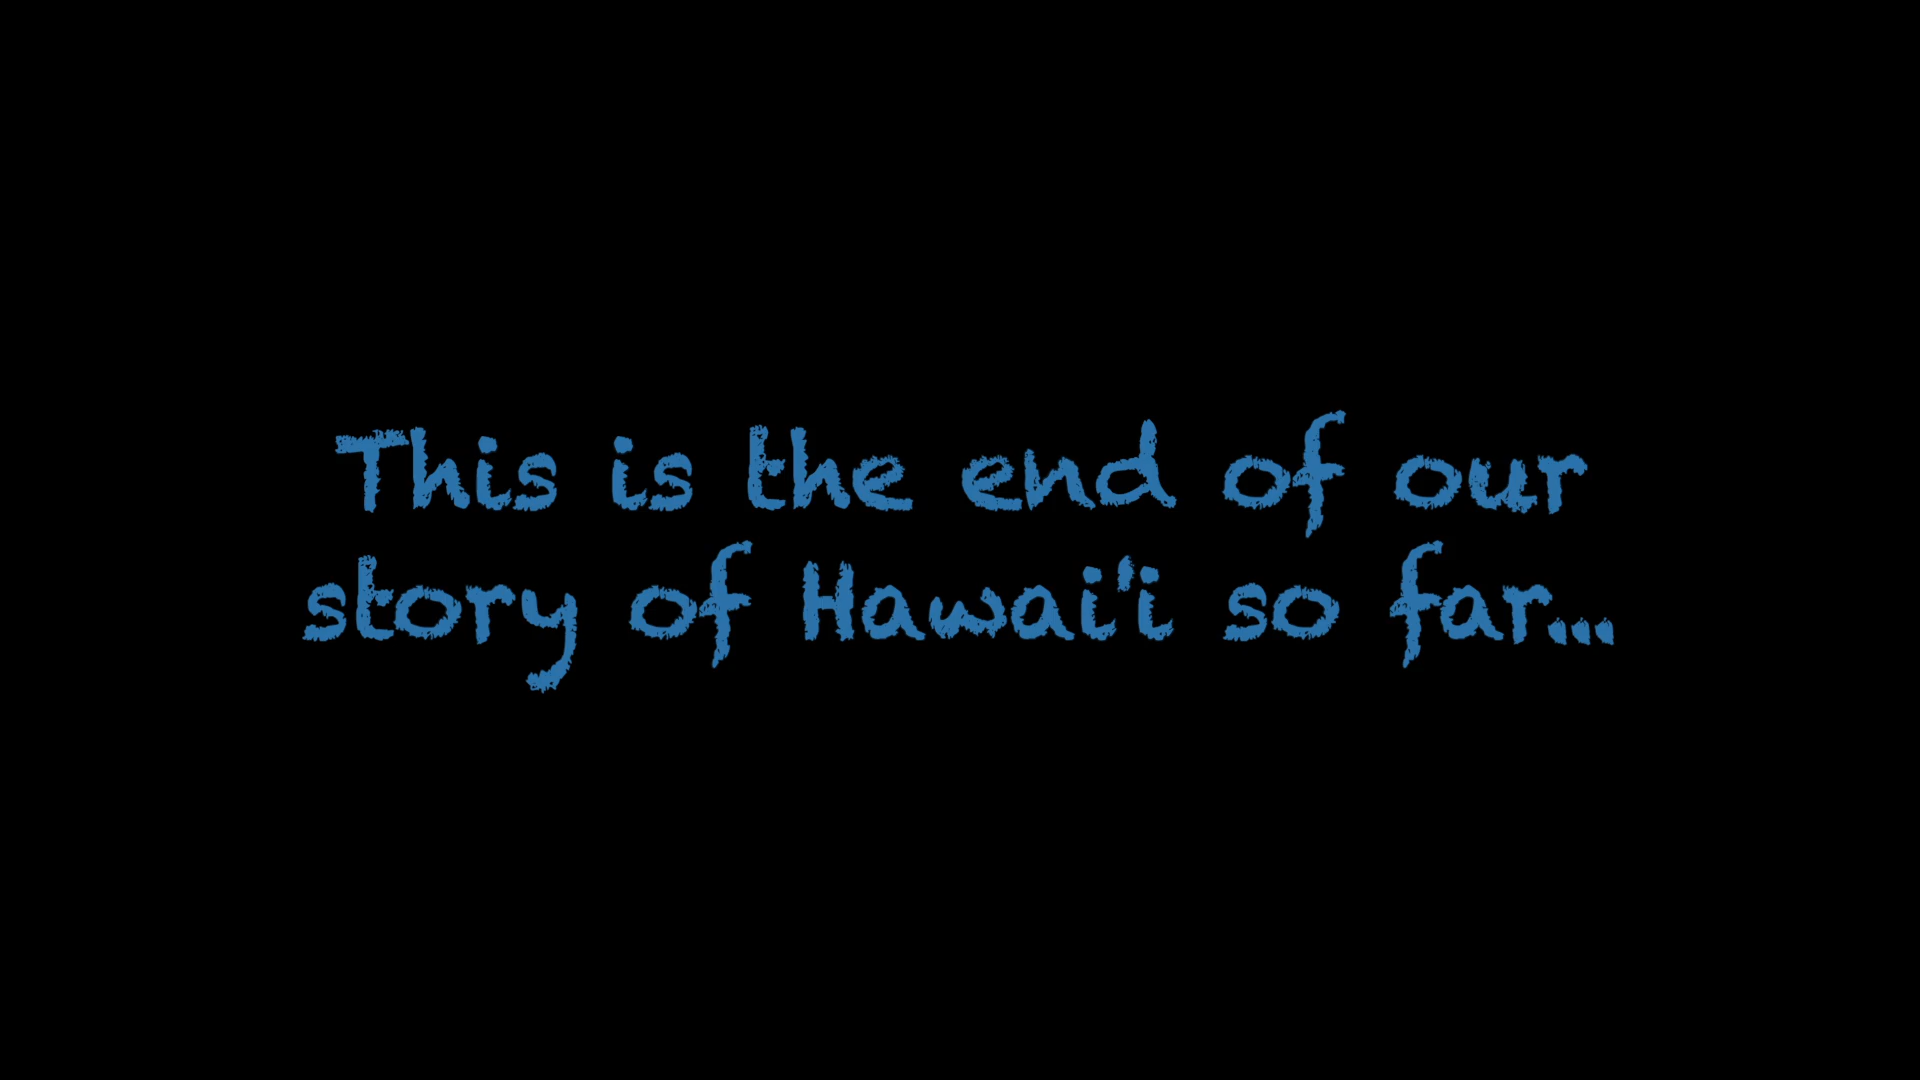 This is the end of our
story of Hawai'i so far...